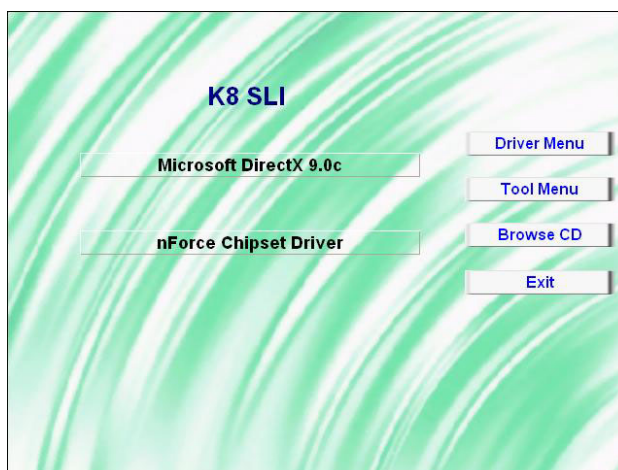 K8 SLI
Microsoft DirectX 9.0c
nForce Chipset Driver
Driver Menu
Tool Menu
Browse CD
Exit